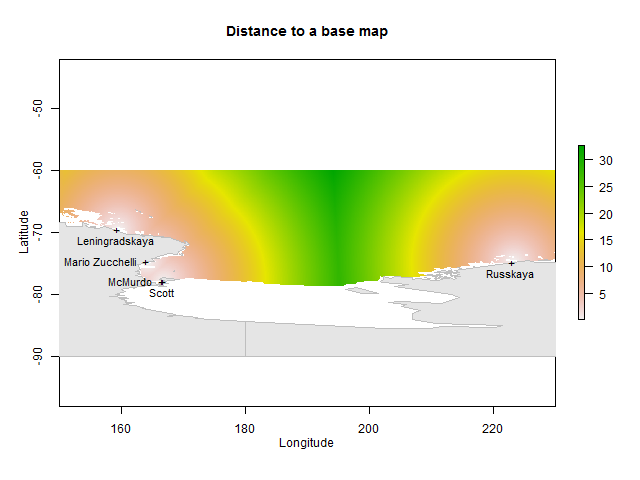 Distance to a base map
Latitude
-50
-60
-70
-80
-90
Leningradskaya
Mario Zucchelli
McMurdo
Scott
Russkaya
30
25
20
15
10
5
160
180
200
220
Longitude